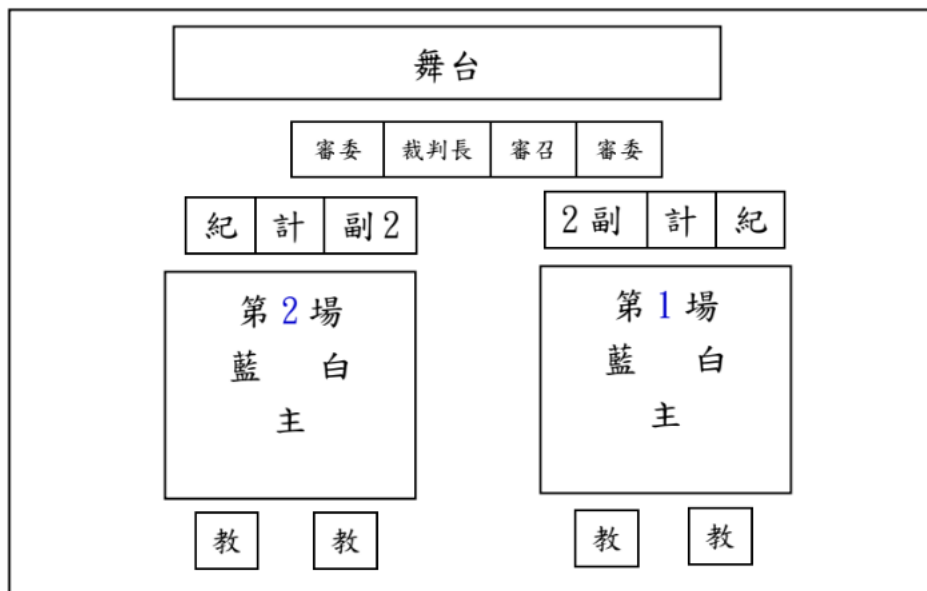 舞台
審委 裁判長 審召 審委
紀 計 副2 2副 計 紀
第2場 第1場
藍 白 藍 白
主 主
教 教 教 教